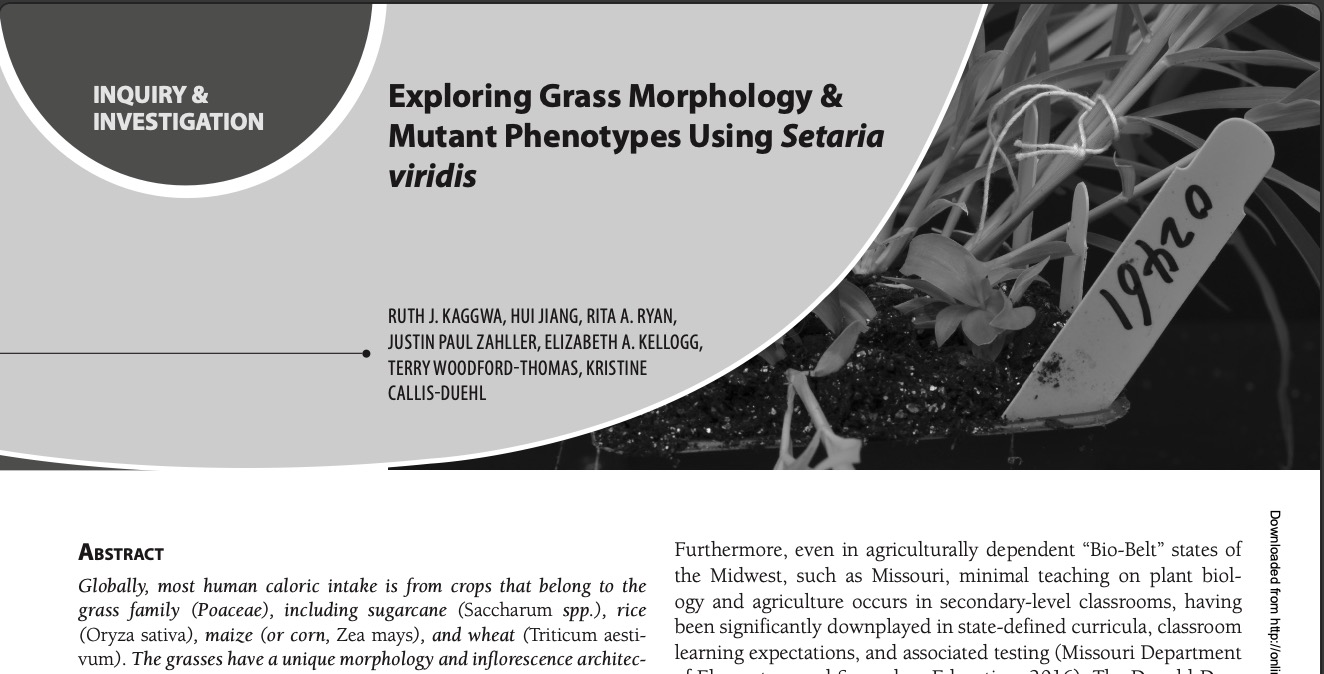 INQUIRY &
INVESTIGATION
Exploring Grass Morphology &
Mutant Phenotypes Using Setaria
viridis
RUTH J. KAGGWA, HUI JIANG, RITA A. RYAN,
JUSTIN PAUL ZAHLLER, ELIZABETH A. KELLOGG,
TERRY WOODFORD-THOMAS, KRISTINE
CALLIS-DUEHL
19420
ABSTRACT
Globally, most human caloric intake is from crops that belong to the
grass family (Poaceae), including sugarcane (Saccharum spp.), rice
(Oryza sativa), maize (or corn, Zea mays), and wheat (Triticum aesti-
vum). The grasses have a unique morphology and inflorescence architec-
Furthermore, even in agriculturally dependent “Bio-Belt” states of
the Midwest, such as Missouri, minimal teaching on plant biol-
ogy and agriculture occurs in secondary-level classrooms, having
been significantly downplayed in state-defined curricula, classroom
learning expectations, and associated testing (Missouri Department
Downloaded from http://onli